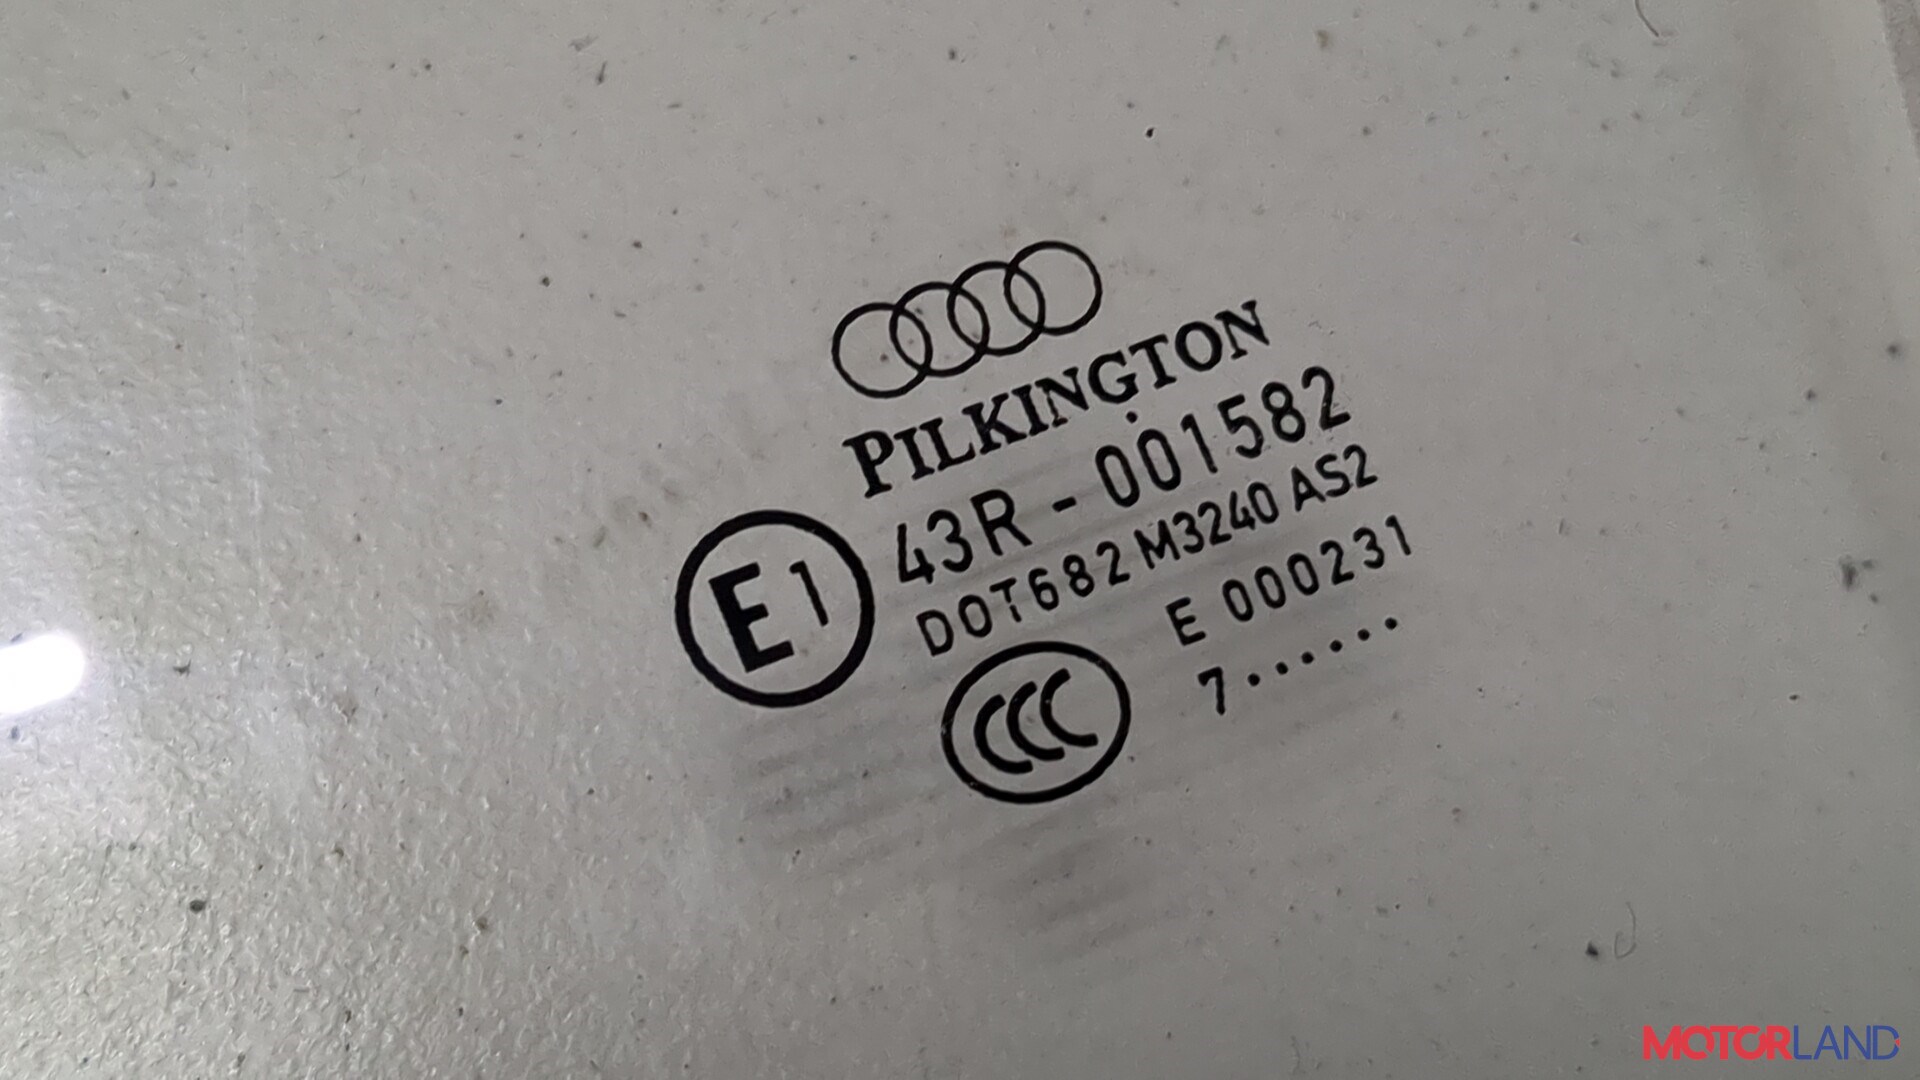 PILKINGTON
43R - 001582
DOT682 M3240 AS2
E1
E 000231
CCC
7······
MOTORLAND